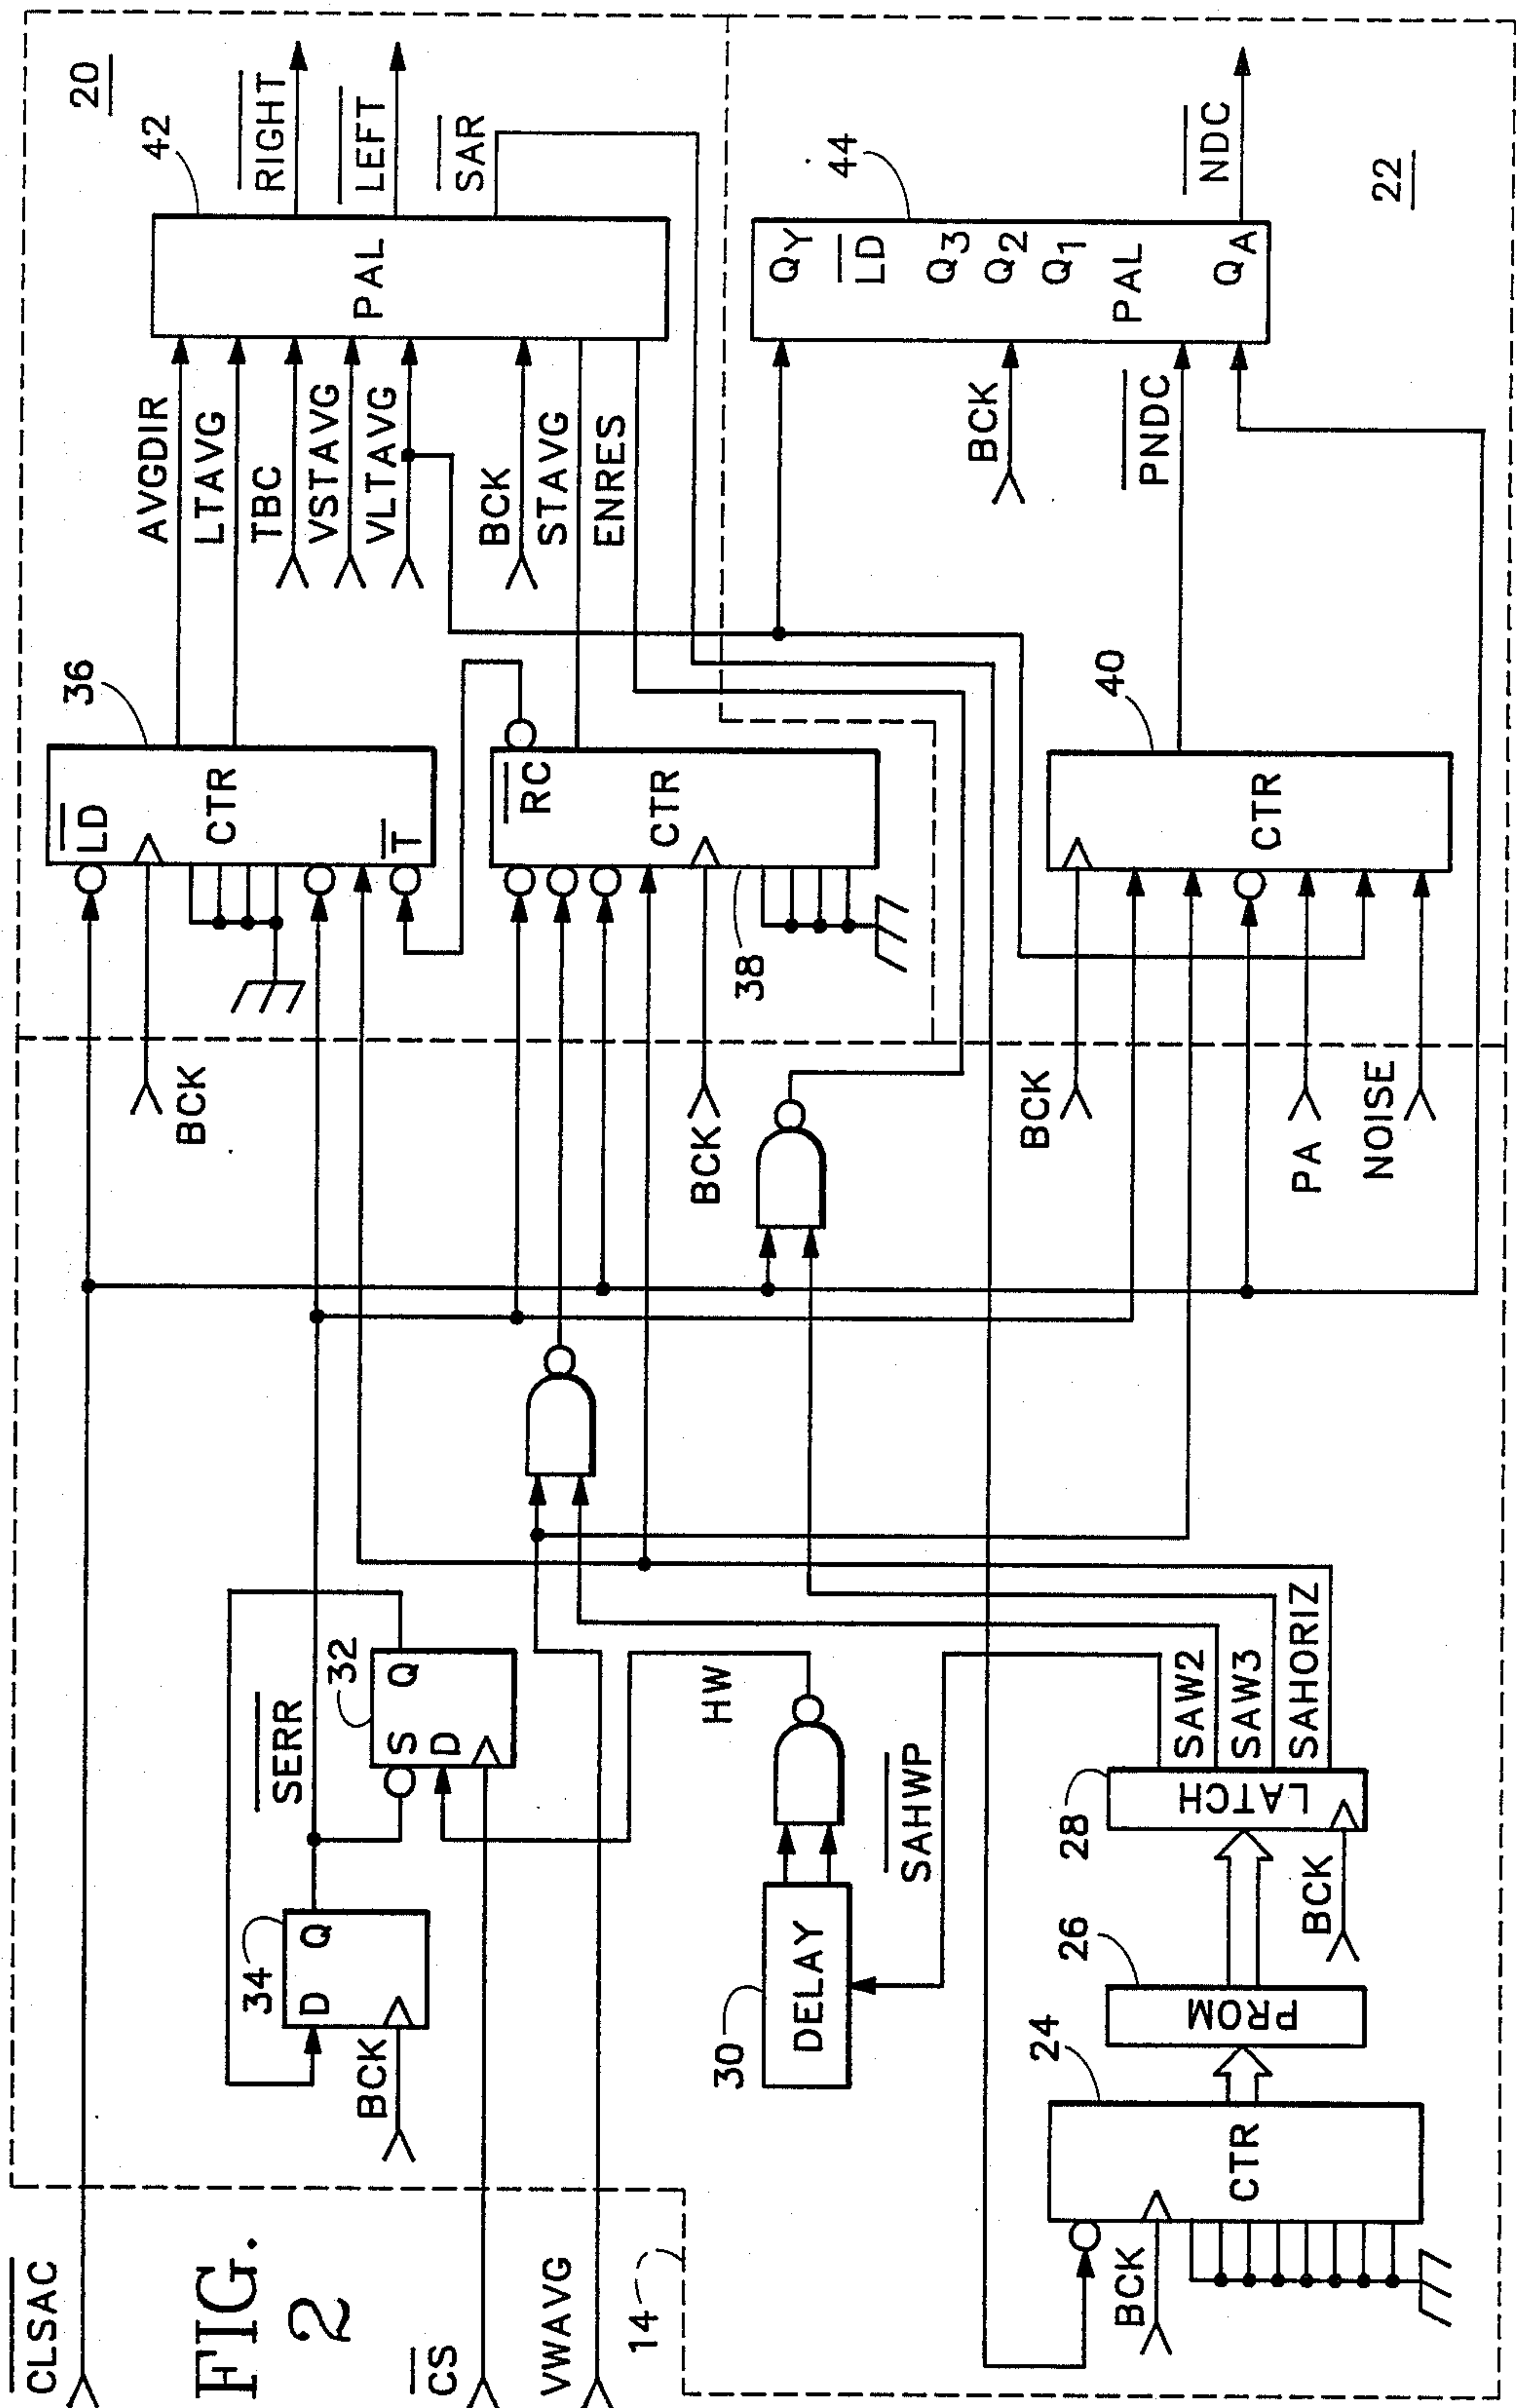 20
42
RIGHT
LEFT
SAR
PAL
AVGDIR
LTAVG
TBC
VSTAVG
VLTAVG
BCK
STAVG
ENRES
44
QY
LD
Q3
Q2
Q1
PAL
QA
NDC
22
BCK
PNDC
36
LD
CTR
T
RC
CTR
38
40
CTR
BCK
BCK
BCK
PA
NOISE
SERR
32
S
Q
D
34
D
Q
BCK
HW
SAHWP
30
DELAY
SAW2
SAW3
SAHORIZ
28
LATCH
BCK
26
PROM
24
CTR
BCK
CLSAC
FIG. 2
CS
VWAVG
14